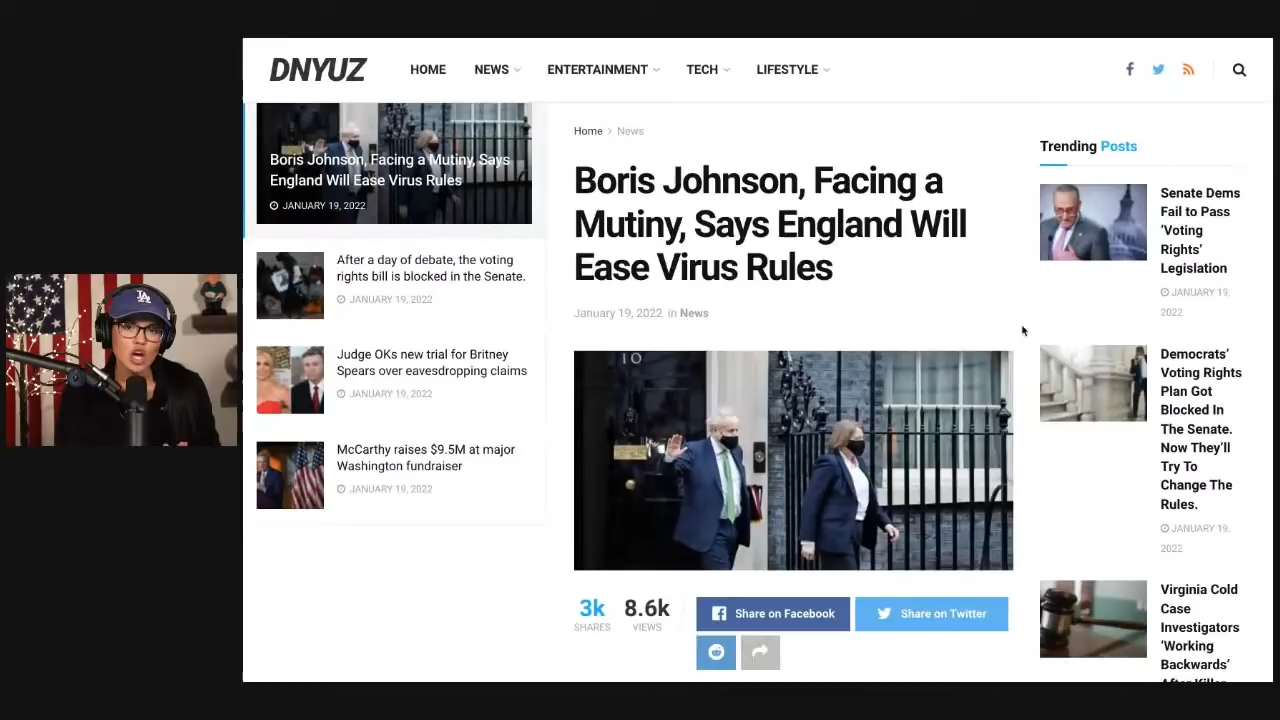 DNYUZ
HOME
NEWS
ENTERTAINMENT
TECH
LIFESTYLE
Boris Johnson, Facing a Mutiny, Says
England Will Ease Virus Rules
JANUARY 19, 2022
After a day of debate, the voting
rights bill is blocked in the Senate.
JANUARY 19, 2022
Judge OKs new trial for Britney
Spears over eavesdropping claims
JANUARY 19, 2022
McCarthy raises $9.5M at major
Washington fundraiser
JANUARY 19, 2022
Home > News
Boris Johnson, Facing a
Mutiny, Says England Will
Ease Virus Rules
January 19, 2022 in News
10
3k
SHARES
8.6k
VIEWS
Share on Facebook
Share on Twitter
Trending Posts
Senate Dems
Fail to Pass
‘Voting
Rights’
Legislation
JANUARY 19,
2022
Democrats’
Voting Rights
Plan Got
Blocked In
The Senate.
Now They’ll
Try To
Change The
Rules.
JANUARY 19,
2022
Virginia Cold
Case
Investigators
‘Working
Backwards’
After Killer
LA